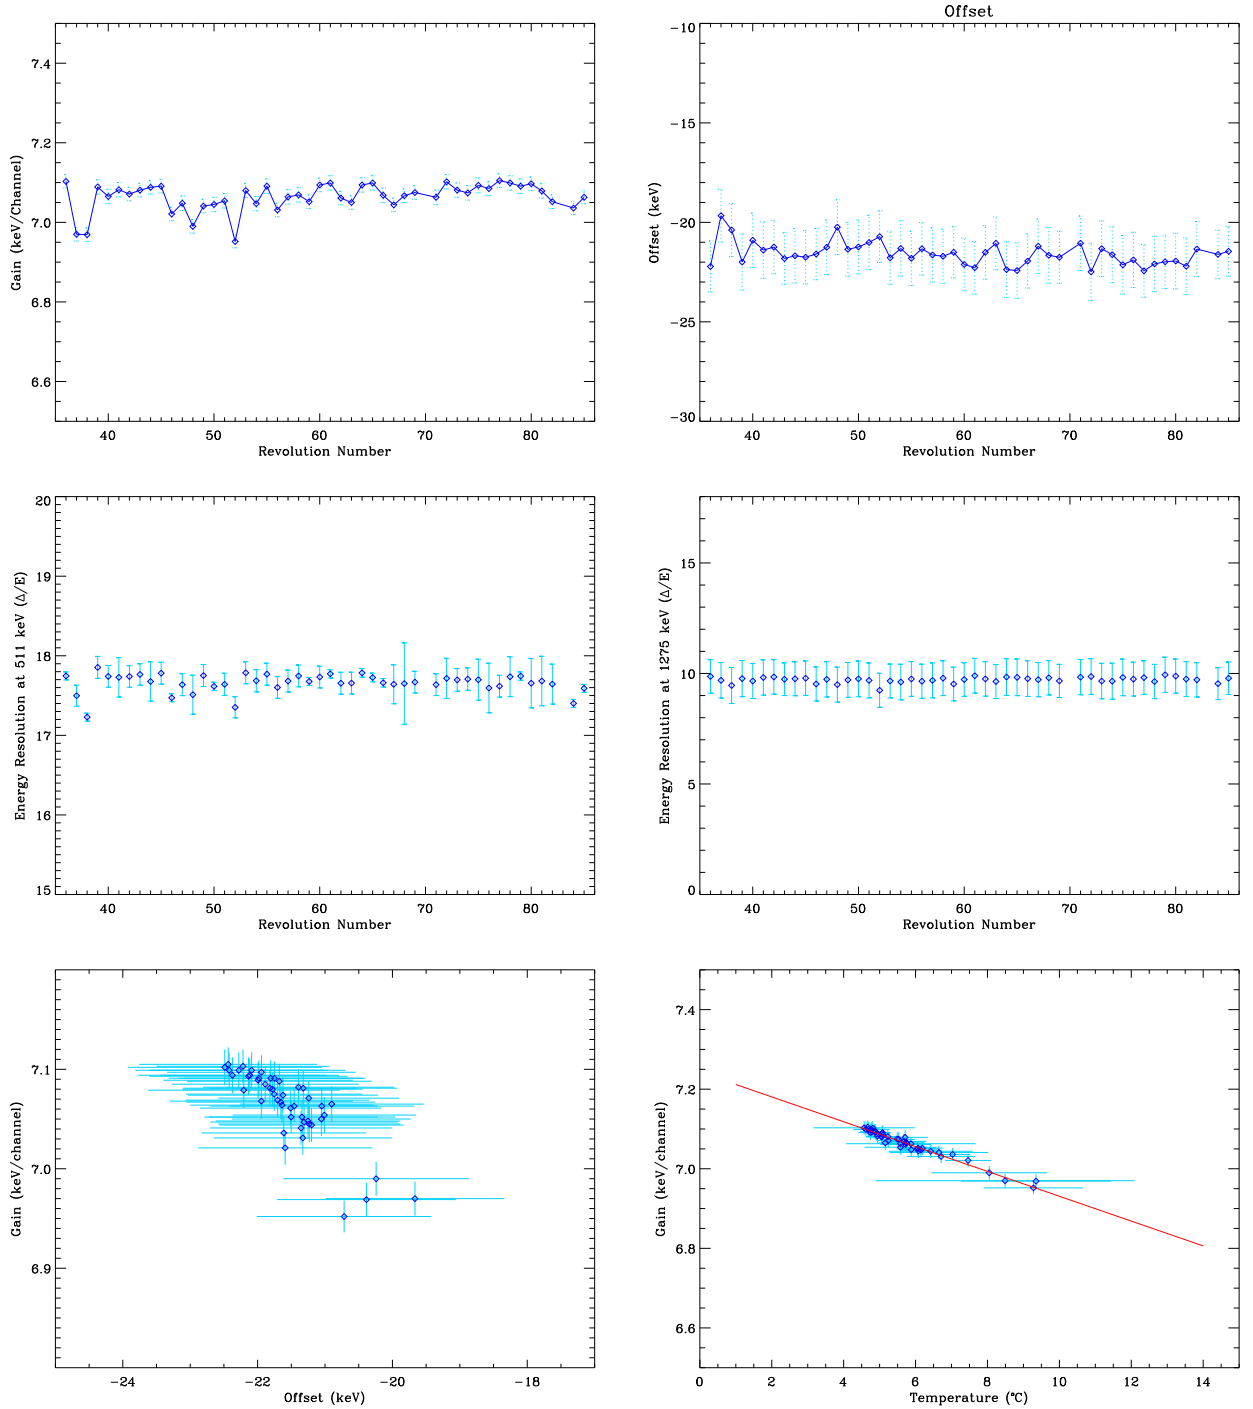 Offset
7.4
7.2
7.0
6.8
6.6
Gain (keV/Channel)
40 50 60 70 80
Revolution Number
-10
-15
-20
-25
-30
Offset (keV)
40 50 60 70 80
Revolution Number
20
19
18
17
16
15
Energy Resolution at 511 keV (Δ/E)
40 50 60 70 80
Revolution Number
15
10
5
0
Energy Resolution at 1275 keV (Δ/E)
40 50 60 70 80
Revolution Number
7.1
7.0
6.9
Gain (keV/channel)
-24 -22 -20 -18
Offset (keV)
7.4
7.2
7.0
6.8
6.6
Gain (keV/channel)
0 2 4 6 8 10 12 14
Temperature (°C)